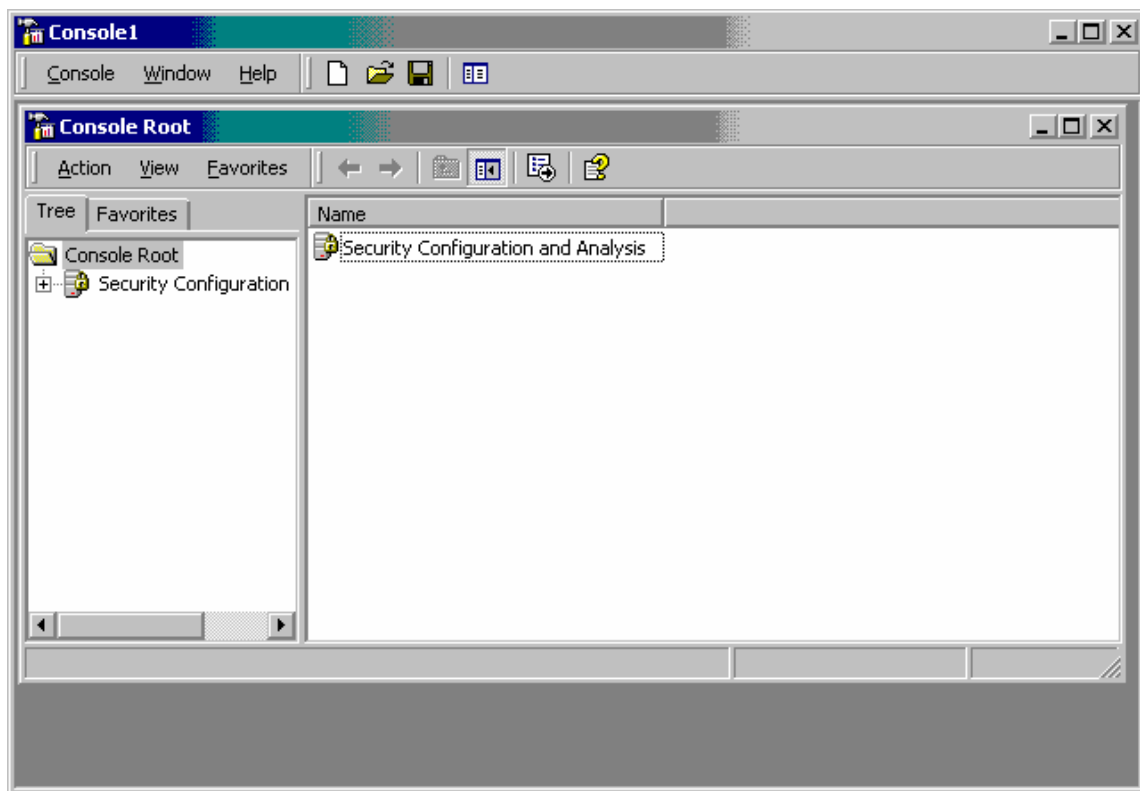 Console1
Console Window Help
Console Root
Action View Favorites
Tree Favorites
Name
Console Root
Security Configuration and Analysis
Security Configuration